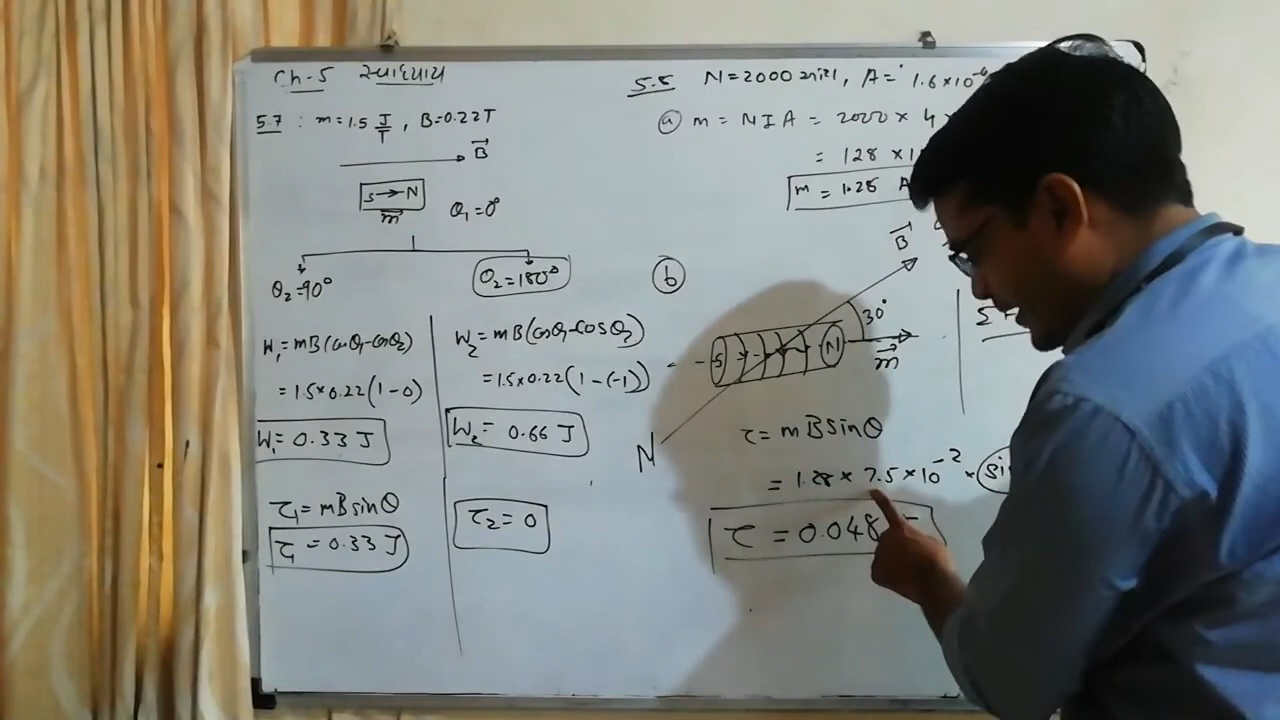 Ch-5 સ્વાધ્યાય
5.7 : m = 1.5 J/T , B = 0.22T
B
S → N
m
θ₁ = 0°
θ₂ = 90°
θ₂ = 180°
W₁ = mB (cosθ₁ - cosθ₂)
= 1.5 × 0.22 (1 - 0)
W₁ = 0.33 J
τ₁ = mB sinθ
τ₁ = 0.33 J
W₂ = mB (cosθ₁ - cosθ₂)
= 1.5 × 0.22 (1 - (-1))
W₂ = 0.66 J
τ₂ = 0
5.5 N = 2000 , A = 1.6 × 10
ⓐ m = N I A = 2000 × 4 ×
= 128 × 1
m = 1.28 A
ⓑ
B
30°
S N
m
N
τ = mB sinθ
= 1.28 × 7.5 × 10⁻² × si
τ = 0.048
Σ F